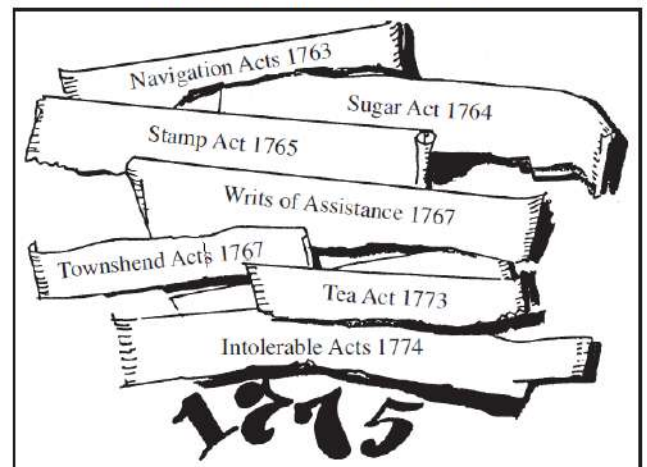 Navigation Acts 1763
Sugar Act 1764
Stamp Act 1765
Writs of Assistance 1767
Townshend Acts 1767
Tea Act 1773
Intolerable Acts 1774
1775